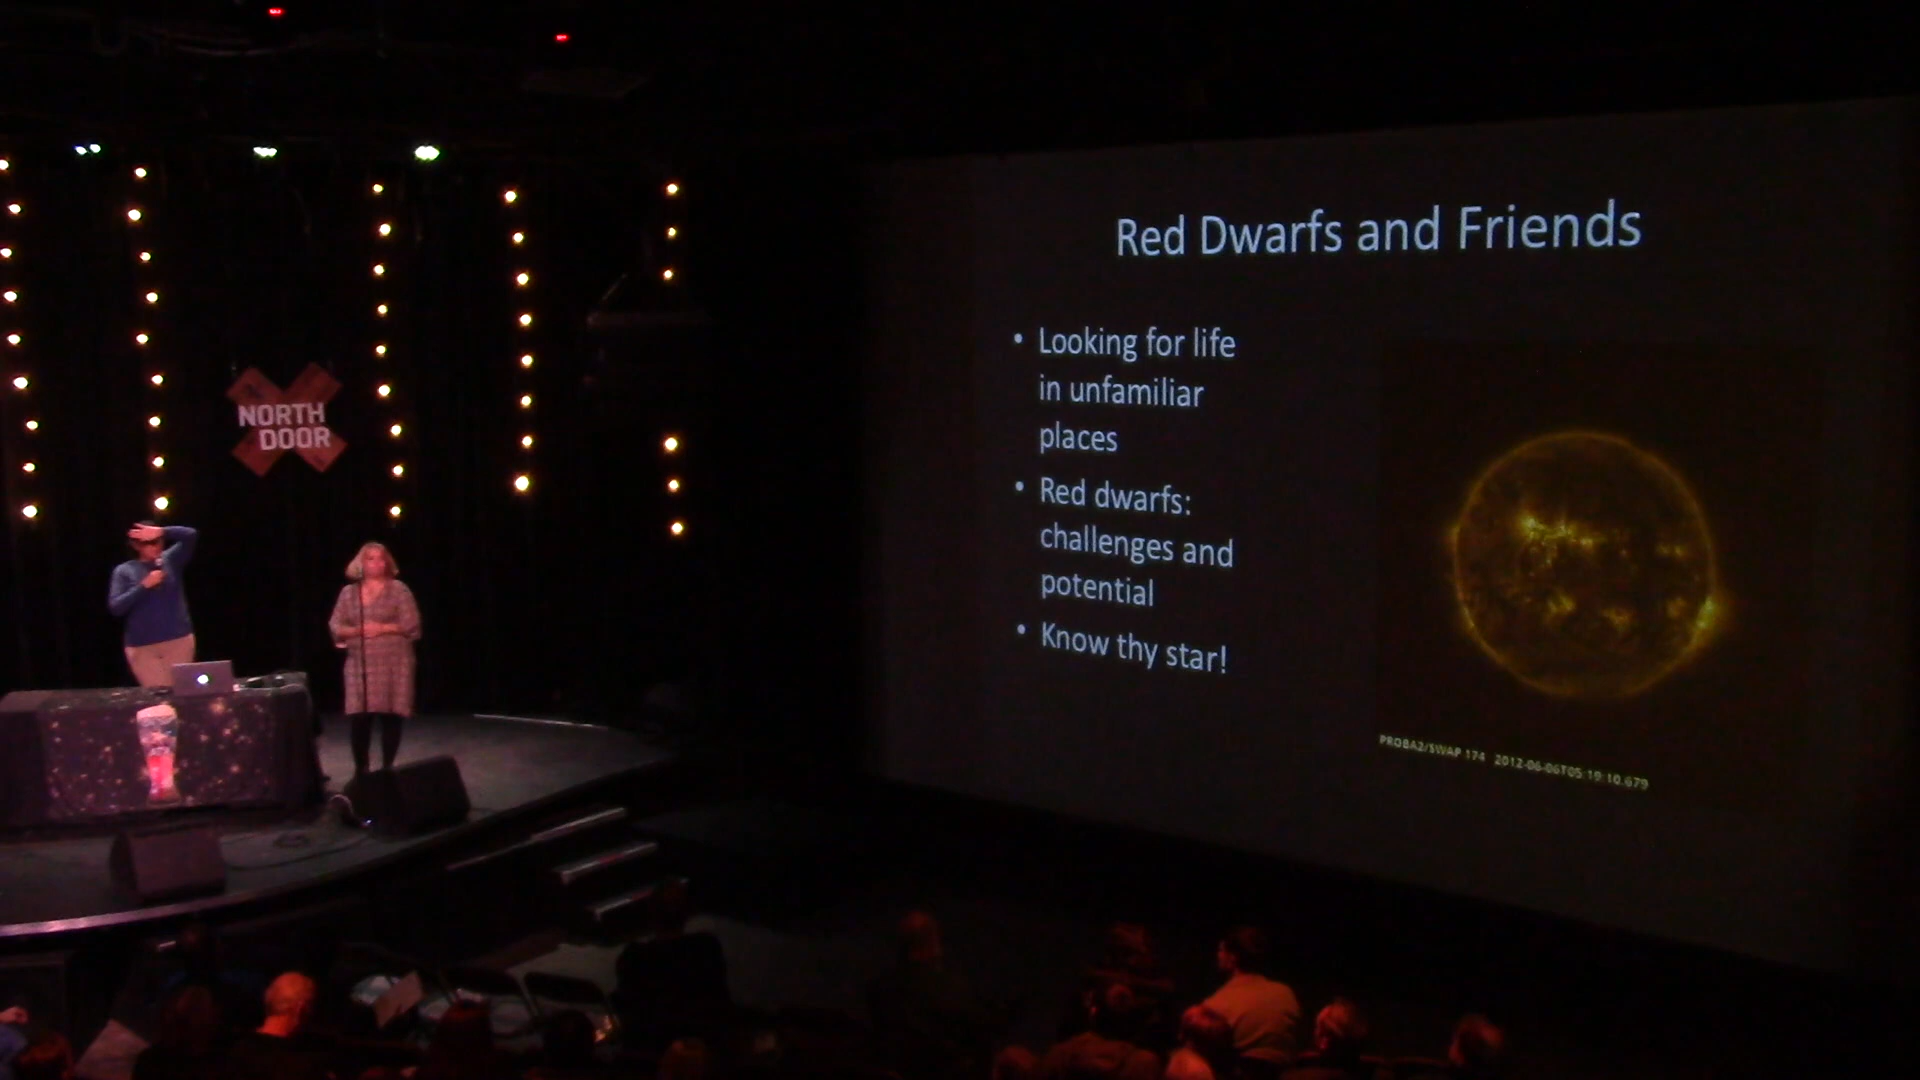 NORTH
DOOR
Red Dwarfs and Friends
• Looking for life
in unfamiliar
places
• Red dwarfs:
challenges and
potential
• Know thy star!
PROBA2/SWAP 174 2012-06-06T05:19:10.679